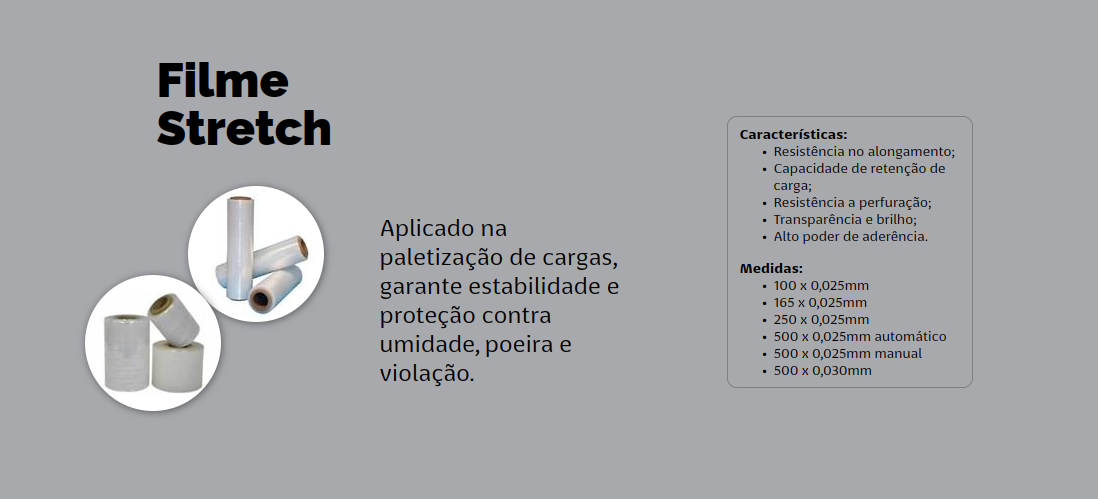 Filme
Stretch
Aplicado na
paletização de cargas,
garante estabilidade e
proteção contra
umidade, poeira e
violação.
Características:
• Resistência no alongamento;
• Capacidade de retenção de
carga;
• Resistência a perfuração;
• Transparência e brilho;
• Alto poder de aderência.
Medidas:
• 100 x 0,025mm
• 165 x 0,025mm
• 250 x 0,025mm
• 500 x 0,025mm automático
• 500 x 0,025mm manual
• 500 x 0,030mm